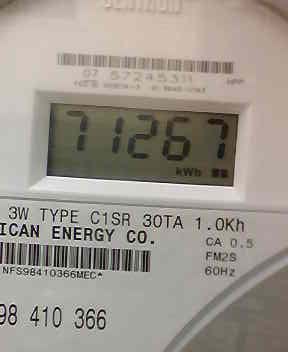 CENTRON
07 57245311
71267
kWh
3W TYPE C1SR 30TA 1.0Kh
ICAN ENERGY CO.
CA 0.5
NFS98410366MEC*
FM2S
60Hz
98 410 366